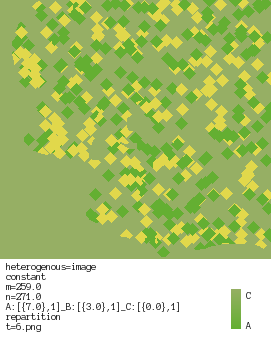 heterogenous=image
constant
m=259.0
n=271.0
A:[{7.0},1]_B:[{3.0},1]_C:[{0.0},1]
repartition
t=6.png
C
A